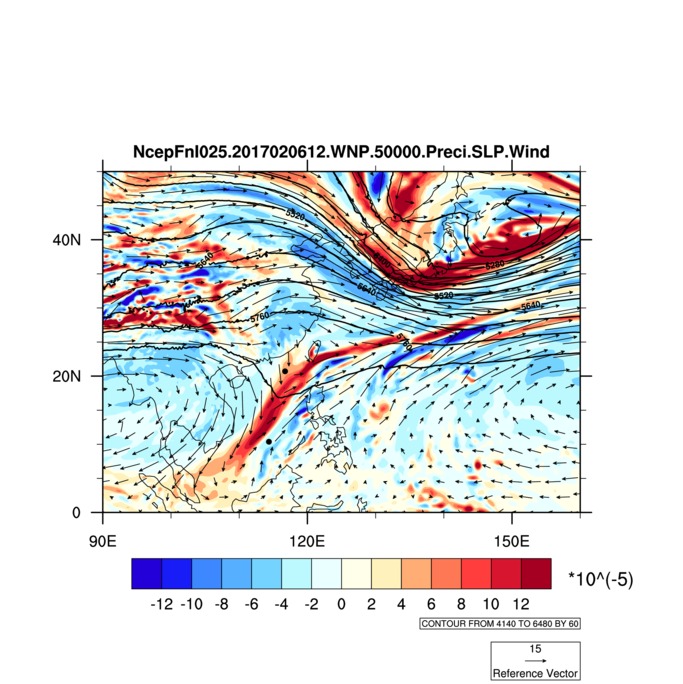 NcepFnl025.2017020612.WNP.50000.Preci.SLP.Wind
5520
40N
5640
5280
5640
5520
5640
5760
5760
20N
0
90E 120E 150E
-12 -10 -8 -6 -4 -2 0 2 4 6 8 10 12 *10^(-5)
CONTOUR FROM 4140 TO 6480 BY 60
15
Reference Vector